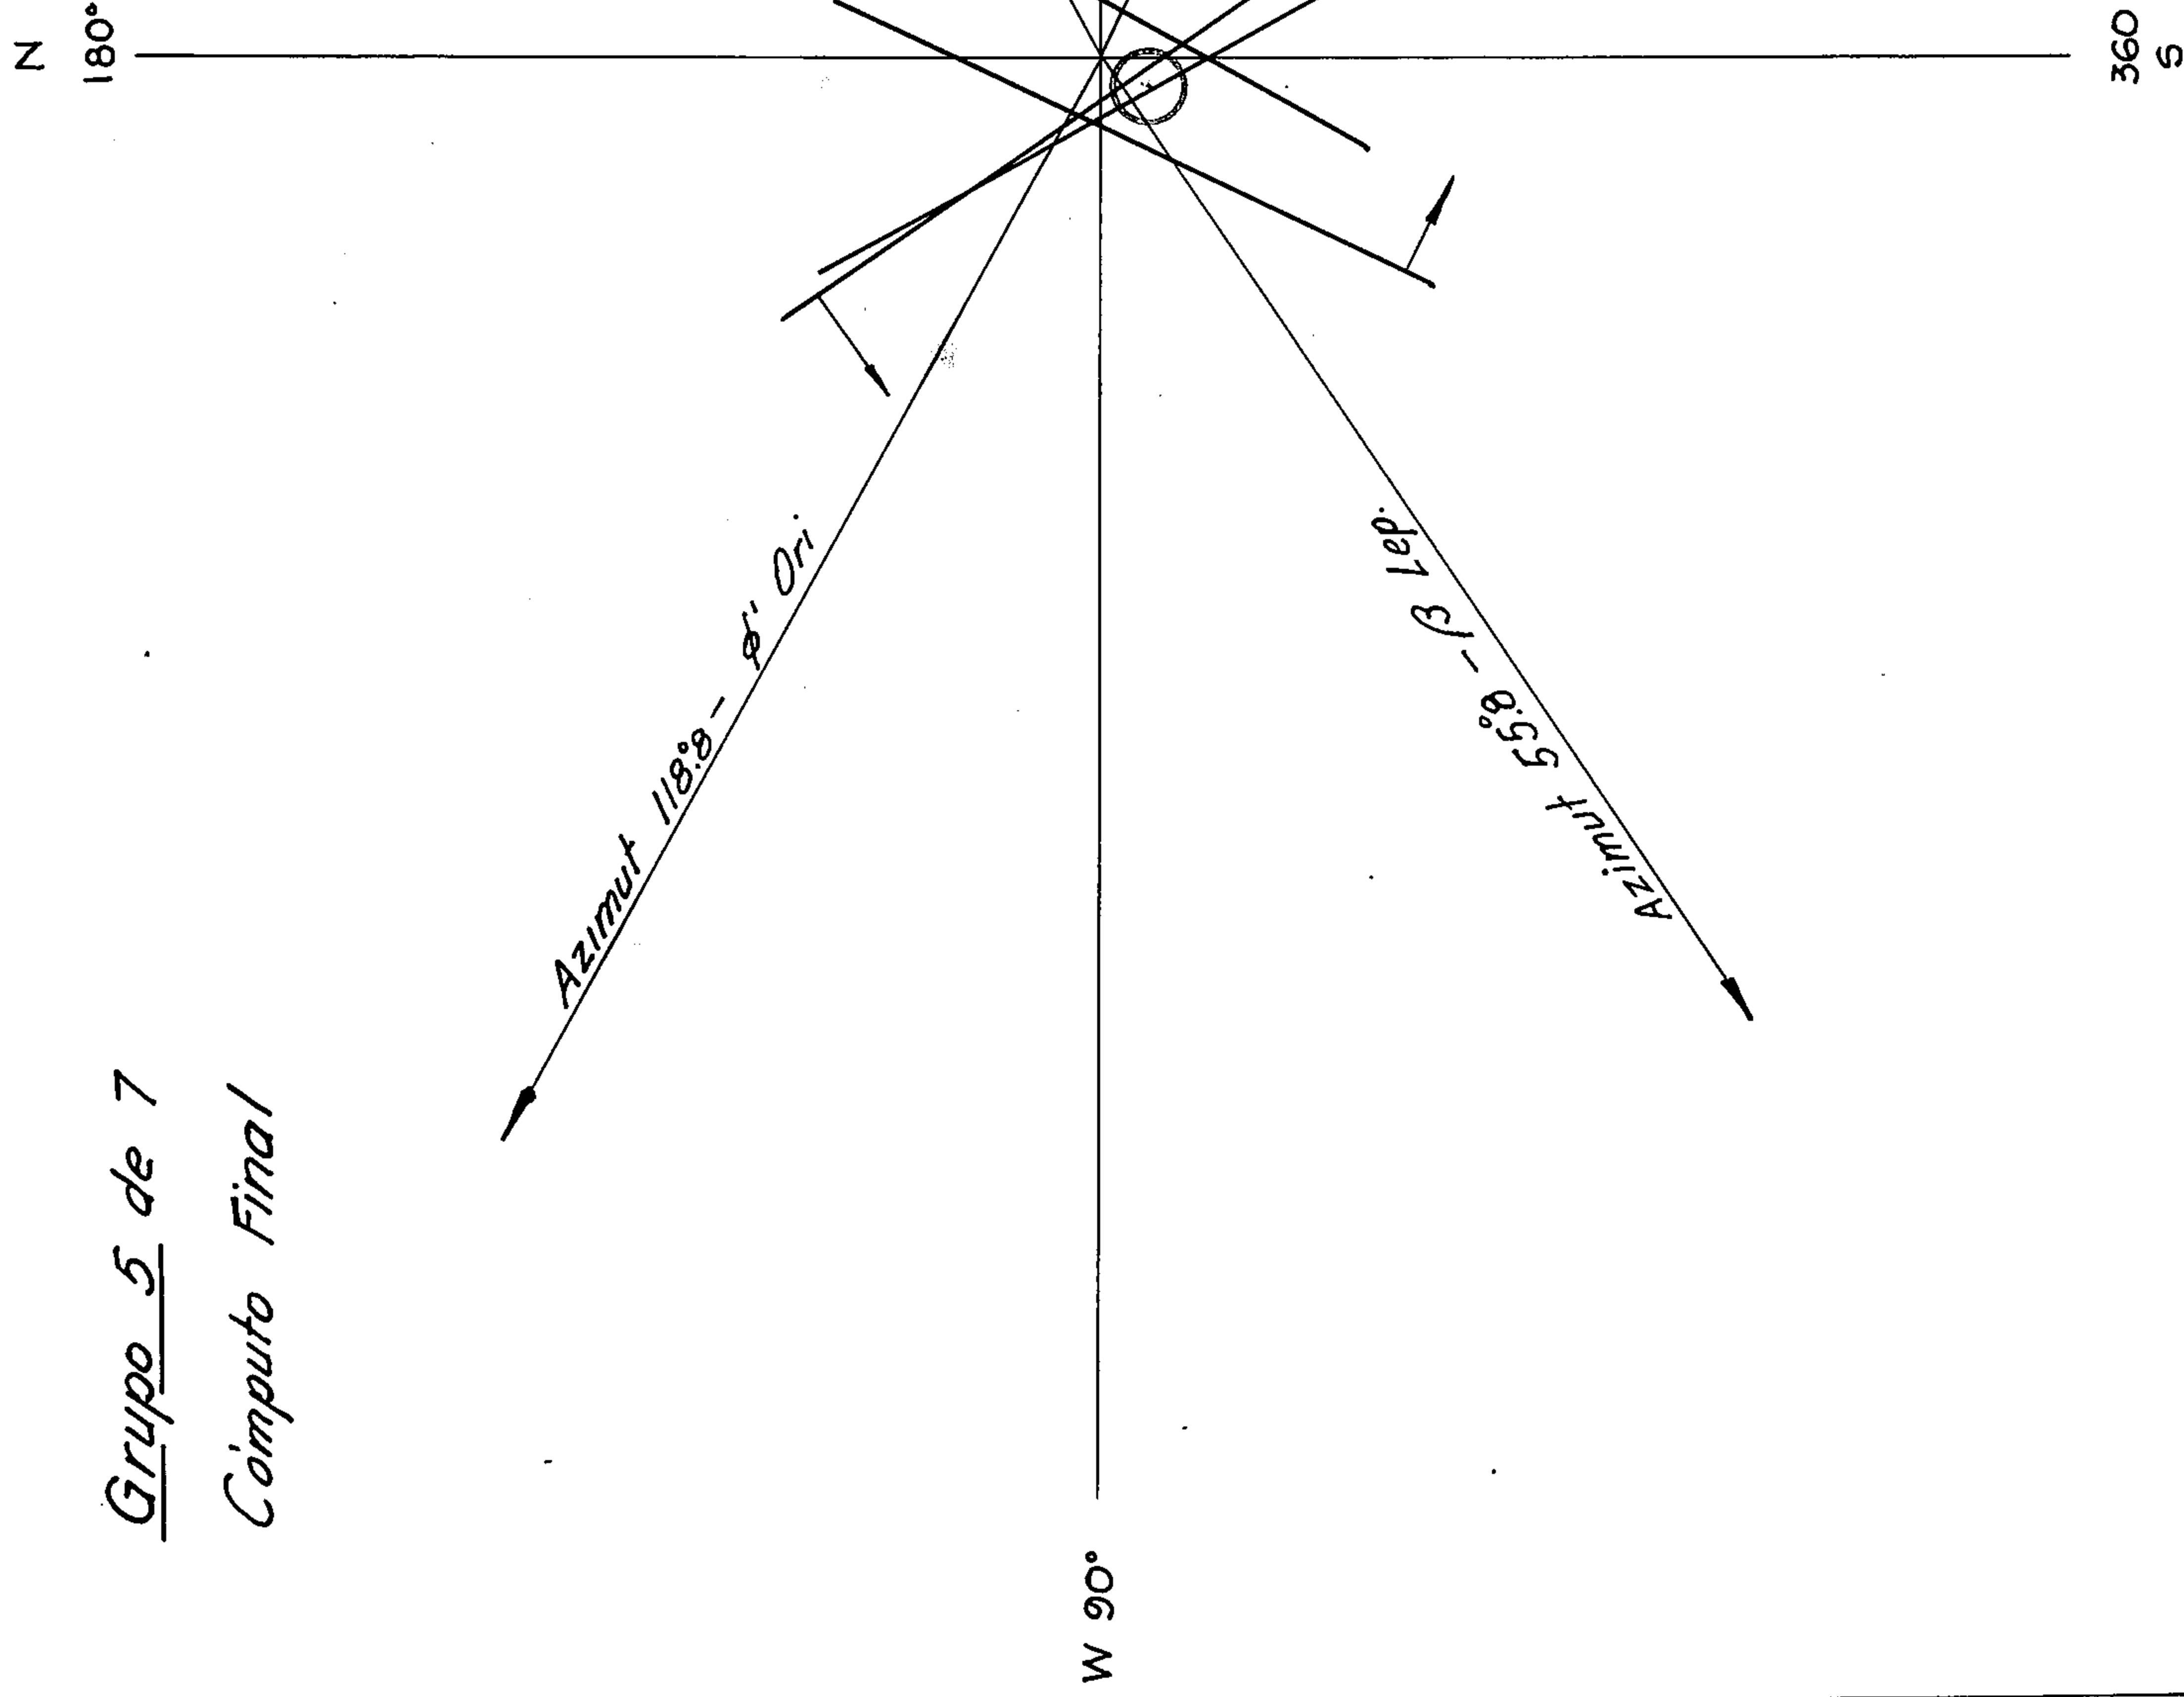 Grupo 5 de 7
Cómputo Final
N
180°
Azimut 118°.8 - ø' Ori.
W 90°
Azimut 55°.8 - β Lep.
360
S